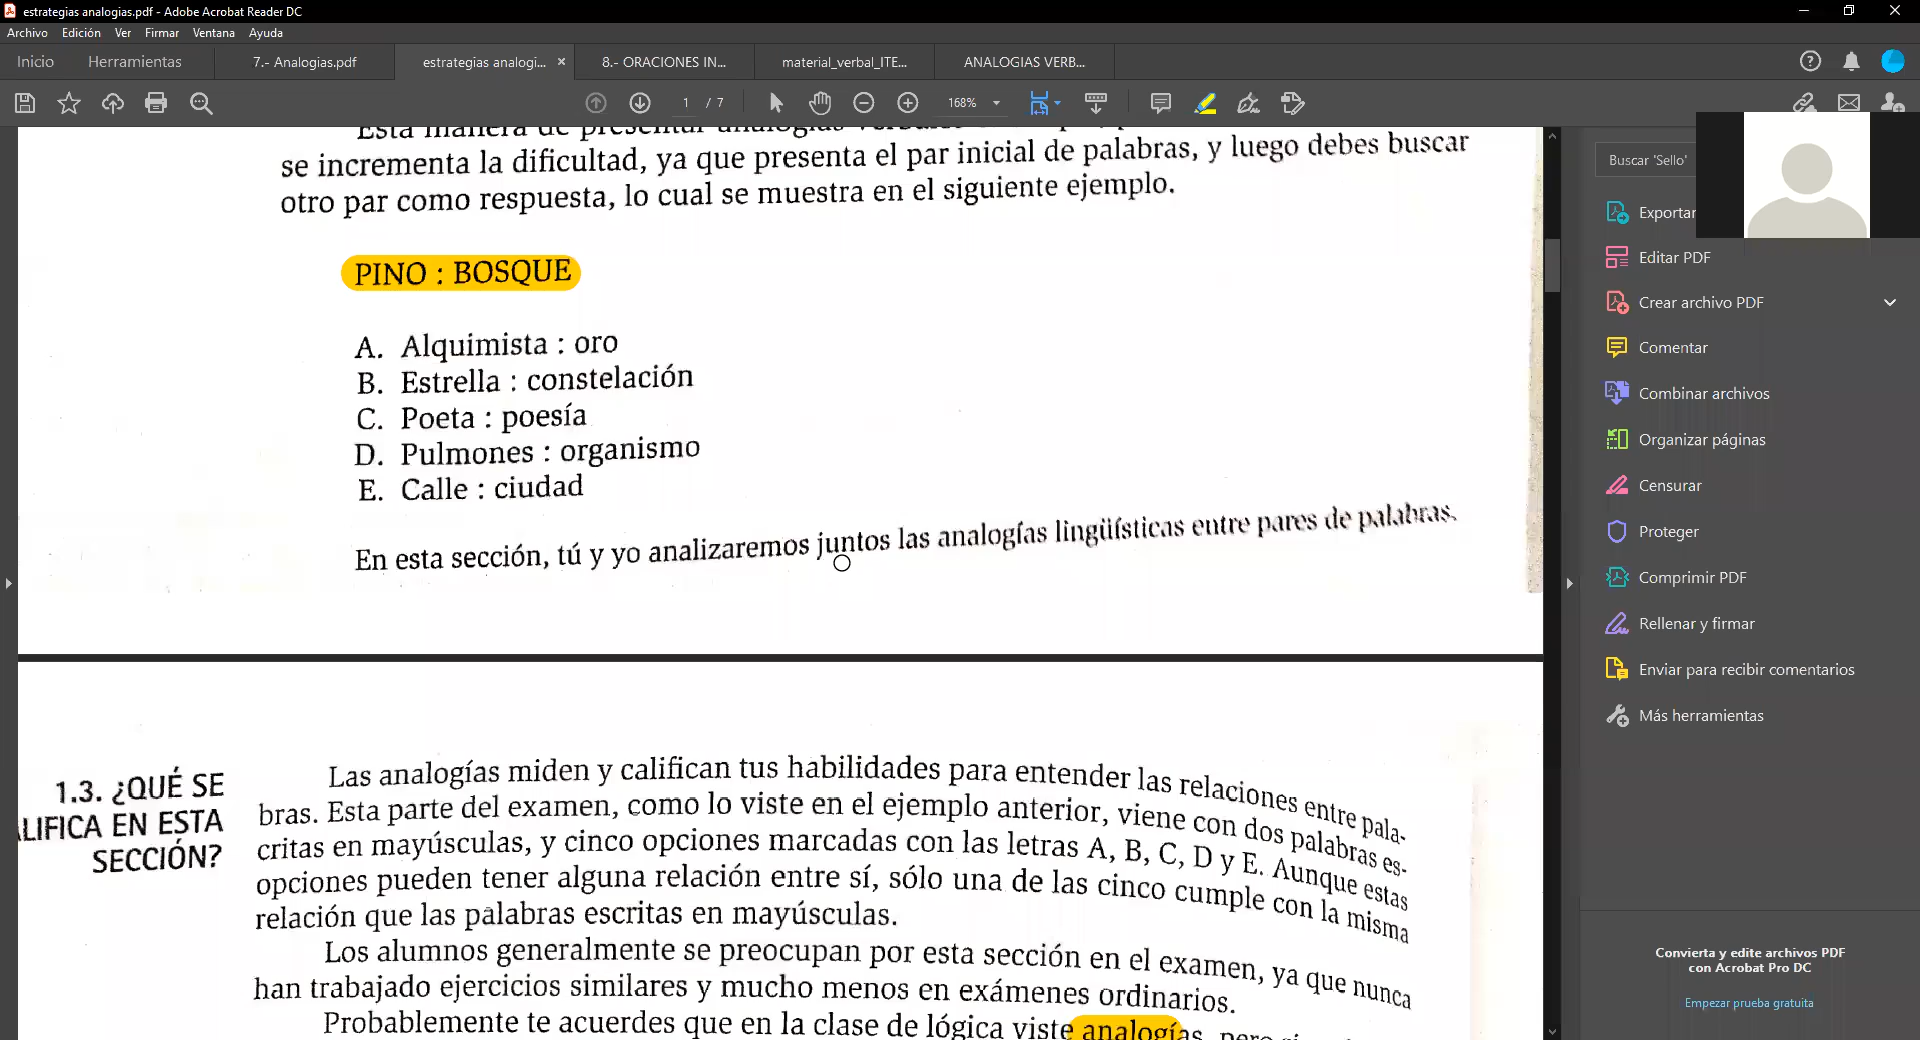 estrategias analogias.pdf - Adobe Acrobat Reader DC
Archivo Edición Ver Firmar Ventana Ayuda
Inicio Herramientas 7.- Analogias.pdf estrategias analogi... × 8.- ORACIONES IN... material_verbal_ITE... ANALOGIAS VERB...
1 / 7 168%
Esta manera de presentar analogías
se incrementa la dificultad, ya que presenta el par inicial de palabras, y luego debes buscar
otro par como respuesta, lo cual se muestra en el siguiente ejemplo.
PINO : BOSQUE
A. Alquimista : oro
B. Estrella : constelación
C. Poeta : poesía
D. Pulmones : organismo
E. Calle : ciudad
En esta sección, tú y yo analizaremos juntos las analogías lingüísticas entre pares de palabras.
1.3. ¿QUÉ SE
LIFICA EN ESTA
SECCIÓN?
Las analogías miden y califican tus habilidades para entender las relaciones entre pala-
bras. Esta parte del examen, como lo viste en el ejemplo anterior, viene con dos palabras es-
critas en mayúsculas, y cinco opciones marcadas con las letras A, B, C, D y E. Aunque estas
opciones pueden tener alguna relación entre sí, sólo una de las cinco cumple con la misma
relación que las palabras escritas en mayúsculas.
Los alumnos generalmente se preocupan por esta sección en el examen, ya que nunca
han trabajado ejercicios similares y mucho menos en exámenes ordinarios.
Probablemente te acuerdes que en la clase de lógica viste analogías, pero
Buscar 'Sello'
Exportar
Editar PDF
Crear archivo PDF
Comentar
Combinar archivos
Organizar páginas
Censurar
Proteger
Comprimir PDF
Rellenar y firmar
Enviar para recibir comentarios
Más herramientas
Convierta y edite archivos PDF
con Acrobat Pro DC
Empezar prueba gratuita